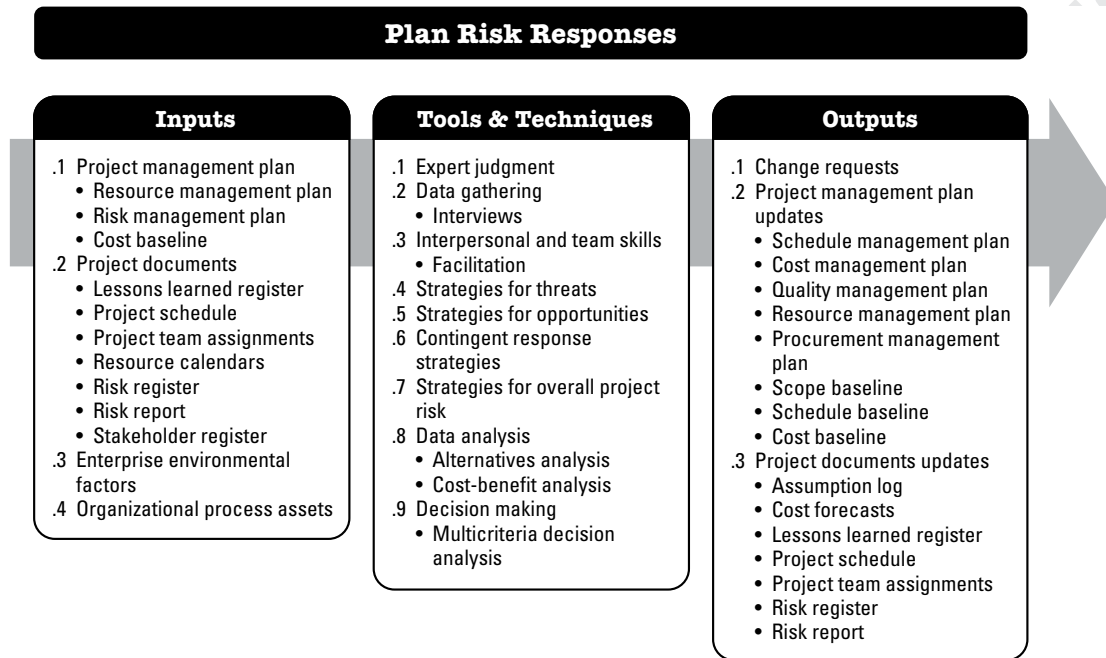 Plan Risk Responses
Inputs
.1 Project management plan
• Resource management plan
• Risk management plan
• Cost baseline
.2 Project documents
• Lessons learned register
• Project schedule
• Project team assignments
• Resource calendars
• Risk register
• Risk report
• Stakeholder register
.3 Enterprise environmental
factors
.4 Organizational process assets
Tools & Techniques
.1 Expert judgment
.2 Data gathering
• Interviews
.3 Interpersonal and team skills
• Facilitation
.4 Strategies for threats
.5 Strategies for opportunities
.6 Contingent response
strategies
.7 Strategies for overall project
risk
.8 Data analysis
• Alternatives analysis
• Cost-benefit analysis
.9 Decision making
• Multicriteria decision
analysis
Outputs
.1 Change requests
.2 Project management plan
updates
• Schedule management plan
• Cost management plan
• Quality management plan
• Resource management plan
• Procurement management
plan
• Scope baseline
• Schedule baseline
• Cost baseline
.3 Project documents updates
• Assumption log
• Cost forecasts
• Lessons learned register
• Project schedule
• Project team assignments
• Risk register
• Risk report